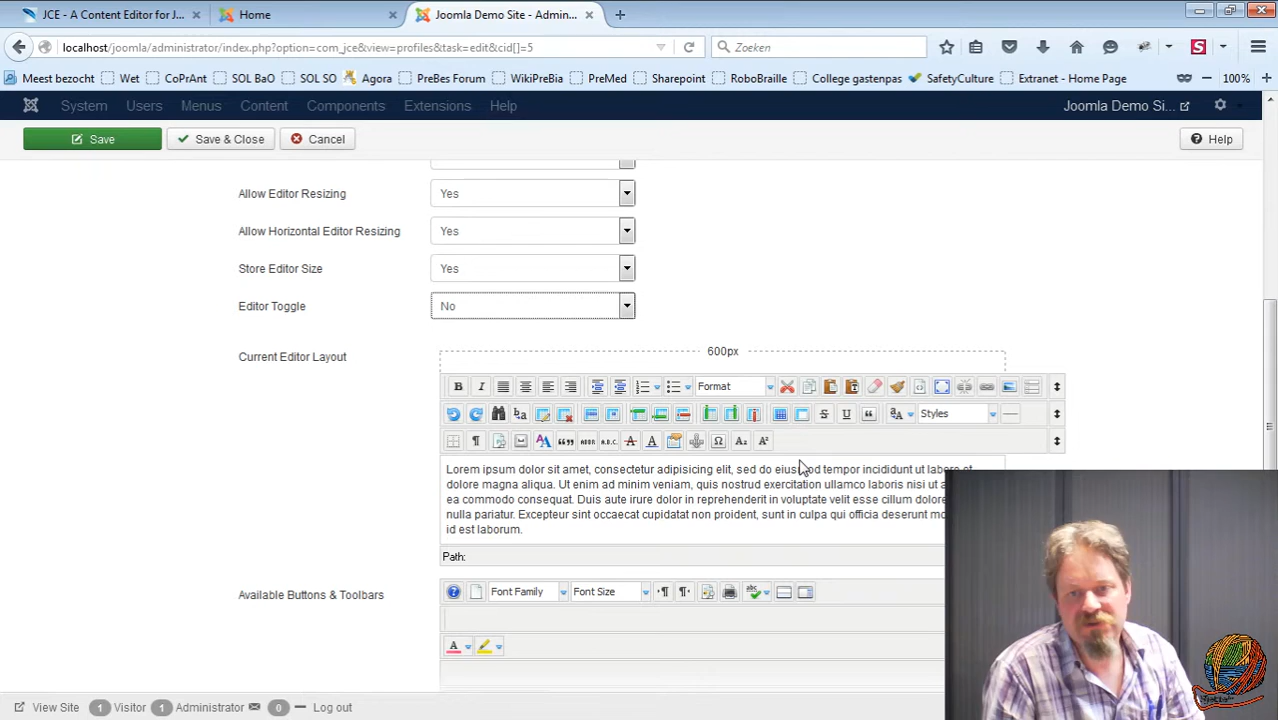 JCE - A Content Editor for J...
Home
Joomla Demo Site - Admin...
localhost/joomla/administrator/index.php?option=com_jce&view=profiles&task=edit&cid[]=5
Zoeken
Meest bezocht
Wet
CoPrAnt
SOL BaO
SOL SO
Agora
PreBes Forum
WikiPreBia
PreMed
Sharepoint
RoboBraille
College gastenpas
SafetyCulture
Extranet - Home Page
100%
System
Users
Menus
Content
Components
Extensions
Help
Joomla Demo Si...
Save
Save & Close
Cancel
Help
Allow Editor Resizing
Yes
Allow Horizontal Editor Resizing
Yes
Store Editor Size
Yes
Editor Toggle
No
Current Editor Layout
600px
Format
Styles
Lorem ipsum dolor sit amet, consectetur adipisicing elit, sed do eiusmod tempor incididunt ut labore et
dolore magna aliqua. Ut enim ad minim veniam, quis nostrud exercitation ullamco laboris nisi ut a
ea commodo consequat. Duis aute irure dolor in reprehenderit in voluptate velit esse cillum dolore
nulla pariatur. Excepteur sint occaecat cupidatat non proident, sunt in culpa qui officia deserunt mo
id est laborum.
Path:
Available Buttons & Toolbars
Font Family
Font Size
View Site
1 Visitor
1 Administrator
0
Log out